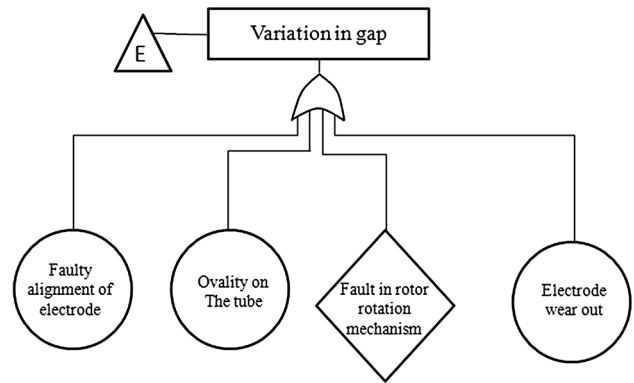 Variation in gap
E
Faulty
alignment of
electrode
Ovality on
The tube
Fault in rotor
rotation
mechanism
Electrode
wear out